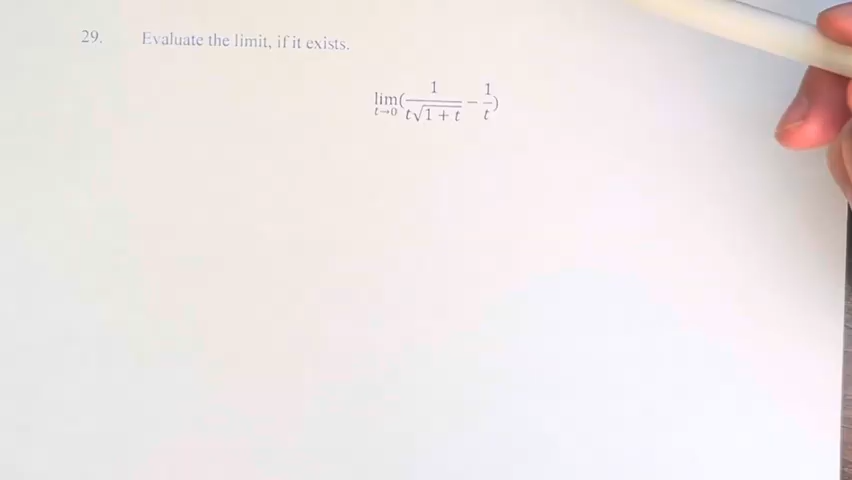 29. Evaluate the limit, if it exists.
lim t→0 (1/(t√(1 + t)) − 1/t)